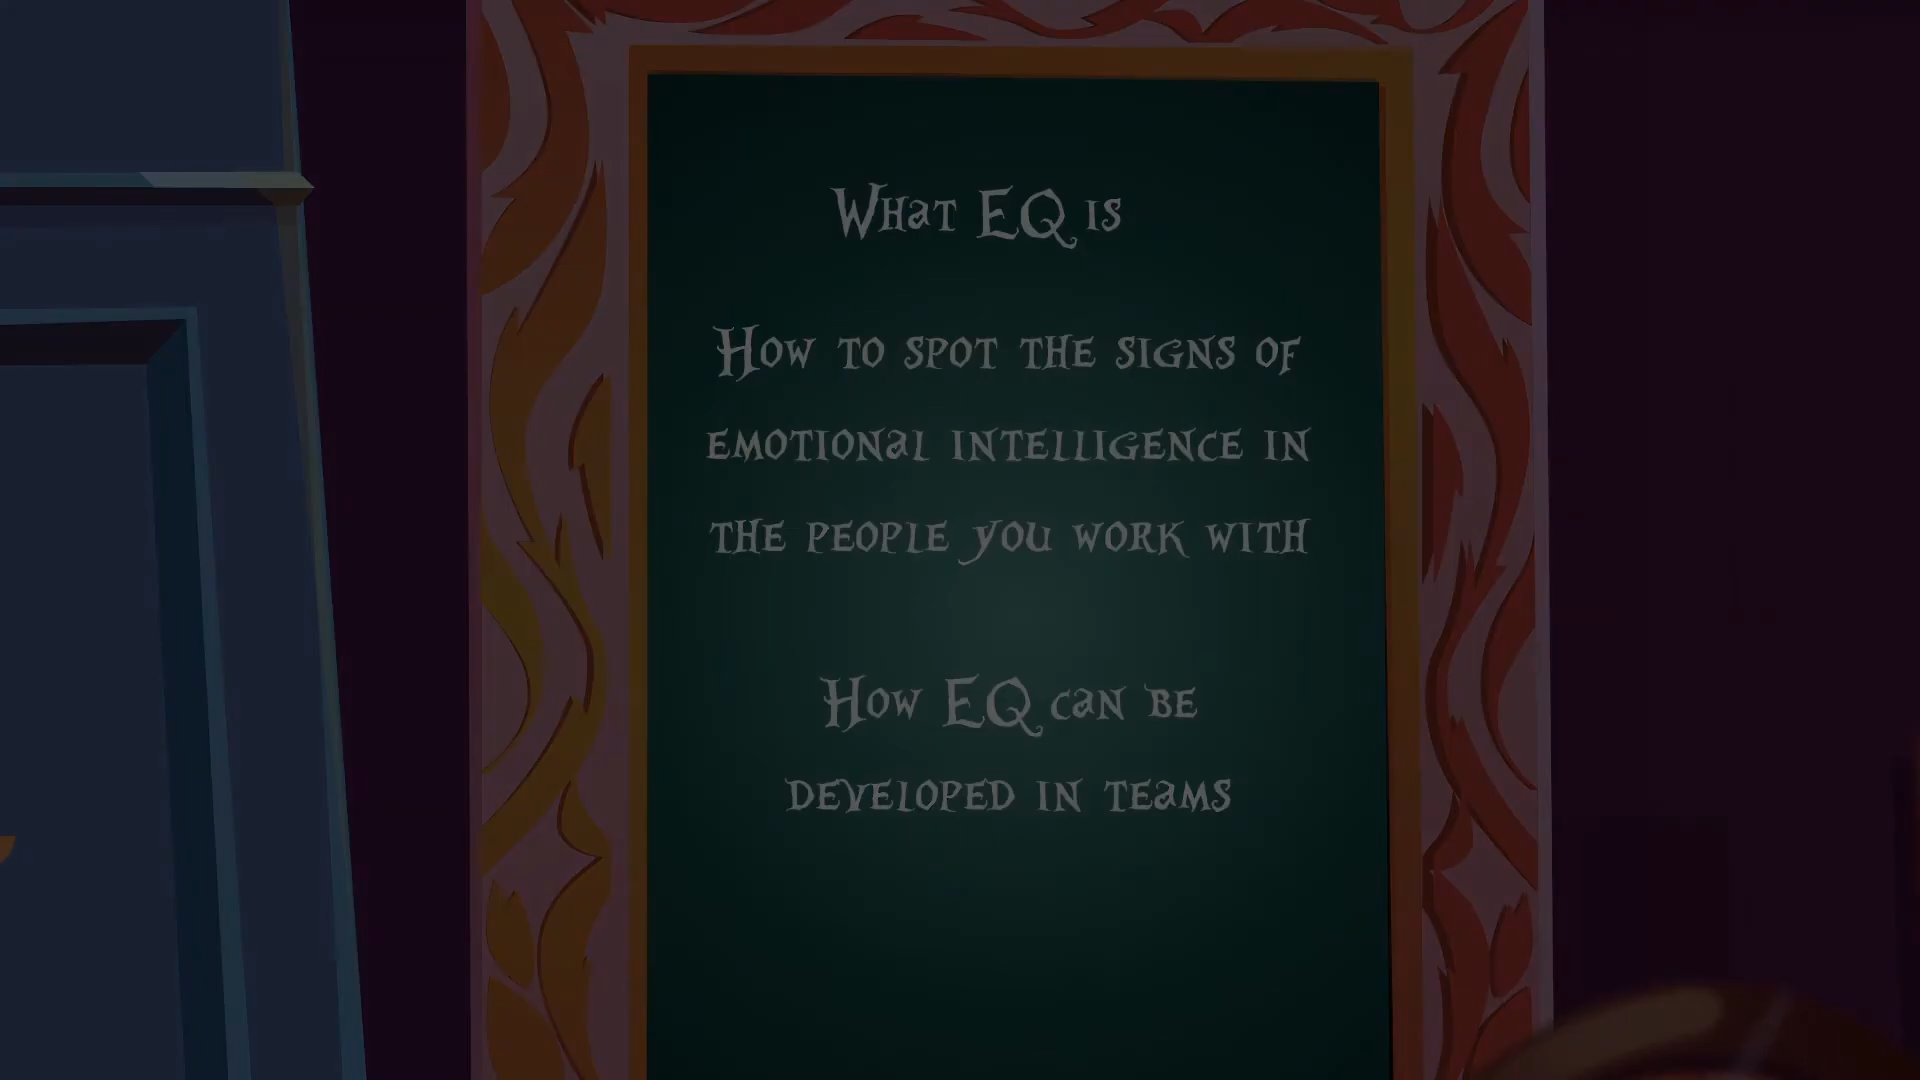 What EQ is
How to spot the signs of
emotional intelligence in
the people you work with
How EQ can be
developed in teams